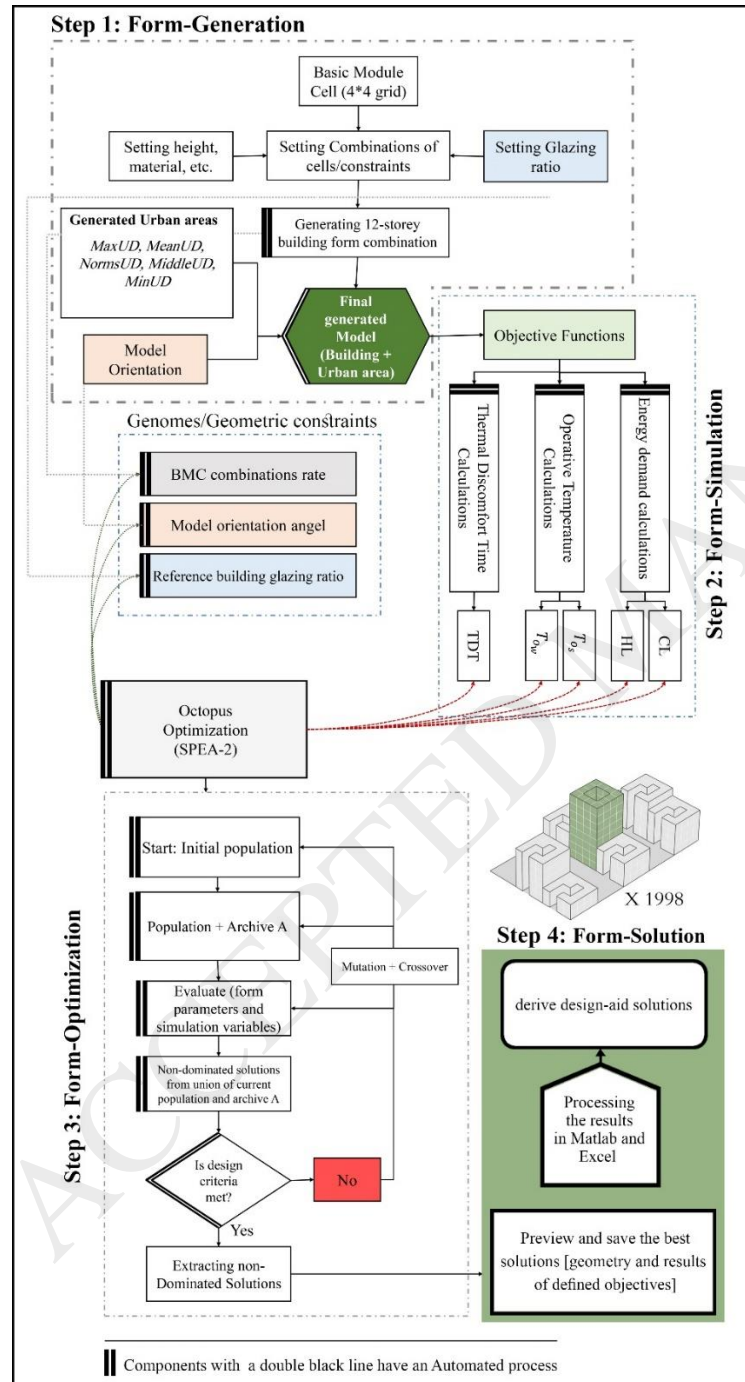 Step 1: Form-Generation
Basic Module
Cell (4*4 grid)
Setting height,
material, etc.
Setting Combinations of
cells/constraints
Setting Glazing
ratio
Generated Urban areas
MaxUD, MeanUD,
NormsUD, MiddleUD,
MinUD
Generating 12-storey
building form combination
Model
Orientation
Final
generated
Model
(Building +
Urban area)
Objective Functions
Thermal Discomfort Time
Calculations
Operative Temperature
Calculations
Energy demand calculations
TDT
T_{o_w}
T_{o_s}
HL
CL
Step 2: Form-Simulation
Genomes/Geometric constraints
BMC combinations rate
Model orientation angel
Reference building glazing ratio
Octopus
Optimization
(SPEA-2)
Step 3: Form-Optimization
Start: Initial population
Population + Archive A
Mutation + Crossover
Evaluate (form
parameters and
simulation variables)
Non-dominated solutions
from union of current
population and archive A
Is design
criteria
met?
No
Yes
Extracting non-
Dominated Solutions
X 1998
Step 4: Form-Solution
derive design-aid solutions
Processing
the results
in Matlab and
Excel
Preview and save the best
solutions [geometry and results
of defined objectives]
Components with a double black line have an Automated process
ACCEPTED MAN